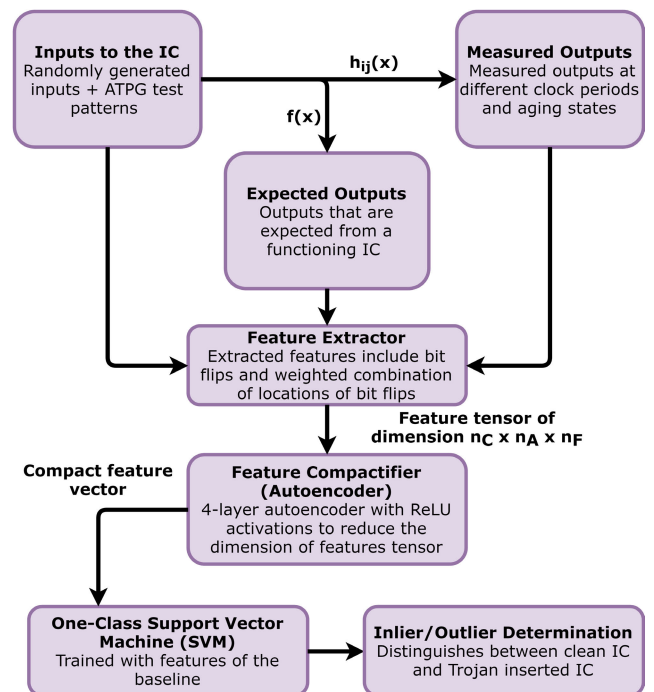 Inputs to the IC
Randomly generated
inputs + ATPG test
patterns
h_ij(x)
f(x)
Measured Outputs
Measured outputs at
different clock periods
and aging states
Expected Outputs
Outputs that are
expected from a
functioning IC
Feature Extractor
Extracted features include bit
flips and weighted combination
of locations of bit flips
Feature tensor of
dimension n_C x n_A x n_F
Feature Compactifier
(Autoencoder)
4-layer autoencoder with ReLU
activations to reduce the
dimension of features tensor
Compact feature
vector
One-Class Support Vector
Machine (SVM)
Trained with features of the
baseline
Inlier/Outlier Determination
Distinguishes between clean IC
and Trojan inserted IC